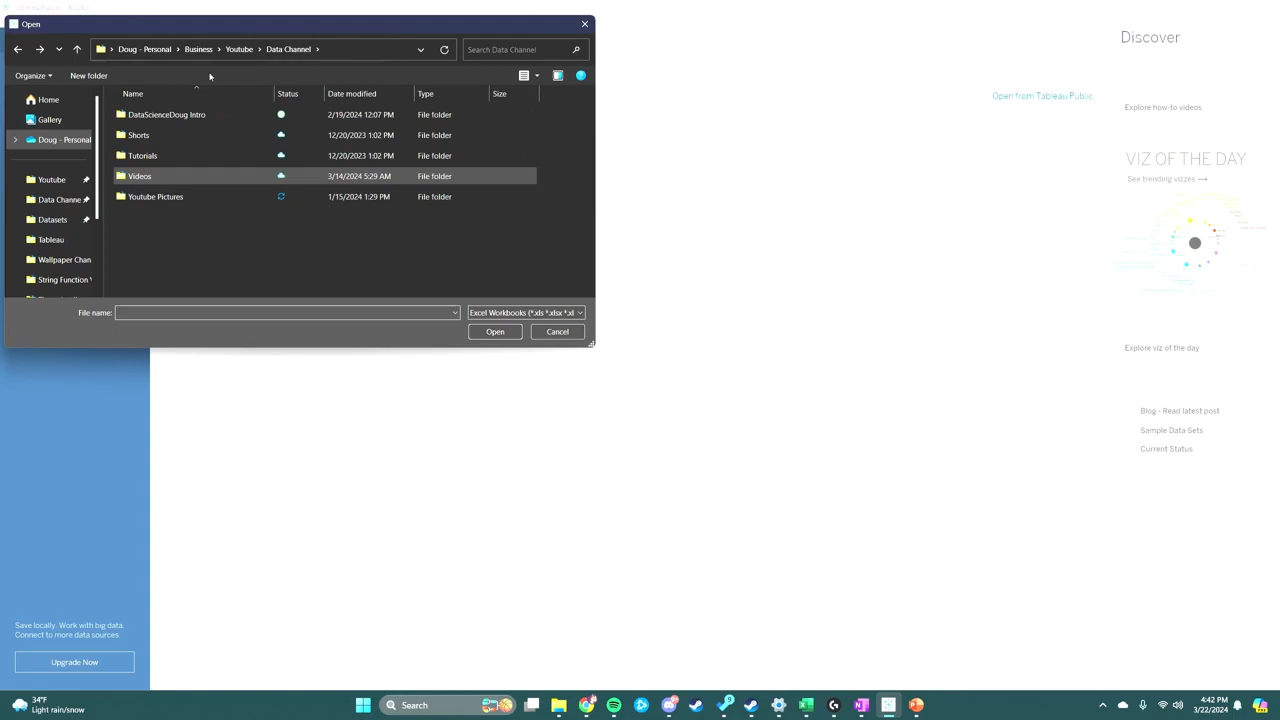 Open
Doug - Personal > Business > Youtube > Data Channel >
Search Data Channel
Organize
New folder
Name
Status
Date modified
Type
Size
Home
Gallery
Doug - Personal
Youtube
Data Channe
Datasets
Tableau
Wallpaper Chan
String Function
DataScienceDoug Intro 2/19/2024 12:07 PM File folder
Shorts 12/20/2023 1:02 PM File folder
Tutorials 12/20/2023 1:02 PM File folder
Videos 3/14/2024 5:29 AM File folder
Youtube Pictures 1/15/2024 1:29 PM File folder
File name:
Excel Workbooks (*.xls *.xlsx *.xl
Open
Cancel
Open from Tableau Public
Discover
Explore how-to videos
VIZ OF THE DAY
See trending vizzes →
Explore viz of the day
Blog - Read latest post
Sample Data Sets
Current Status
Save locally. Work with big data.
Connect to more data sources.
Upgrade Now
34°F
Light rain/snow
Search
9
4:42 PM
3/22/2024